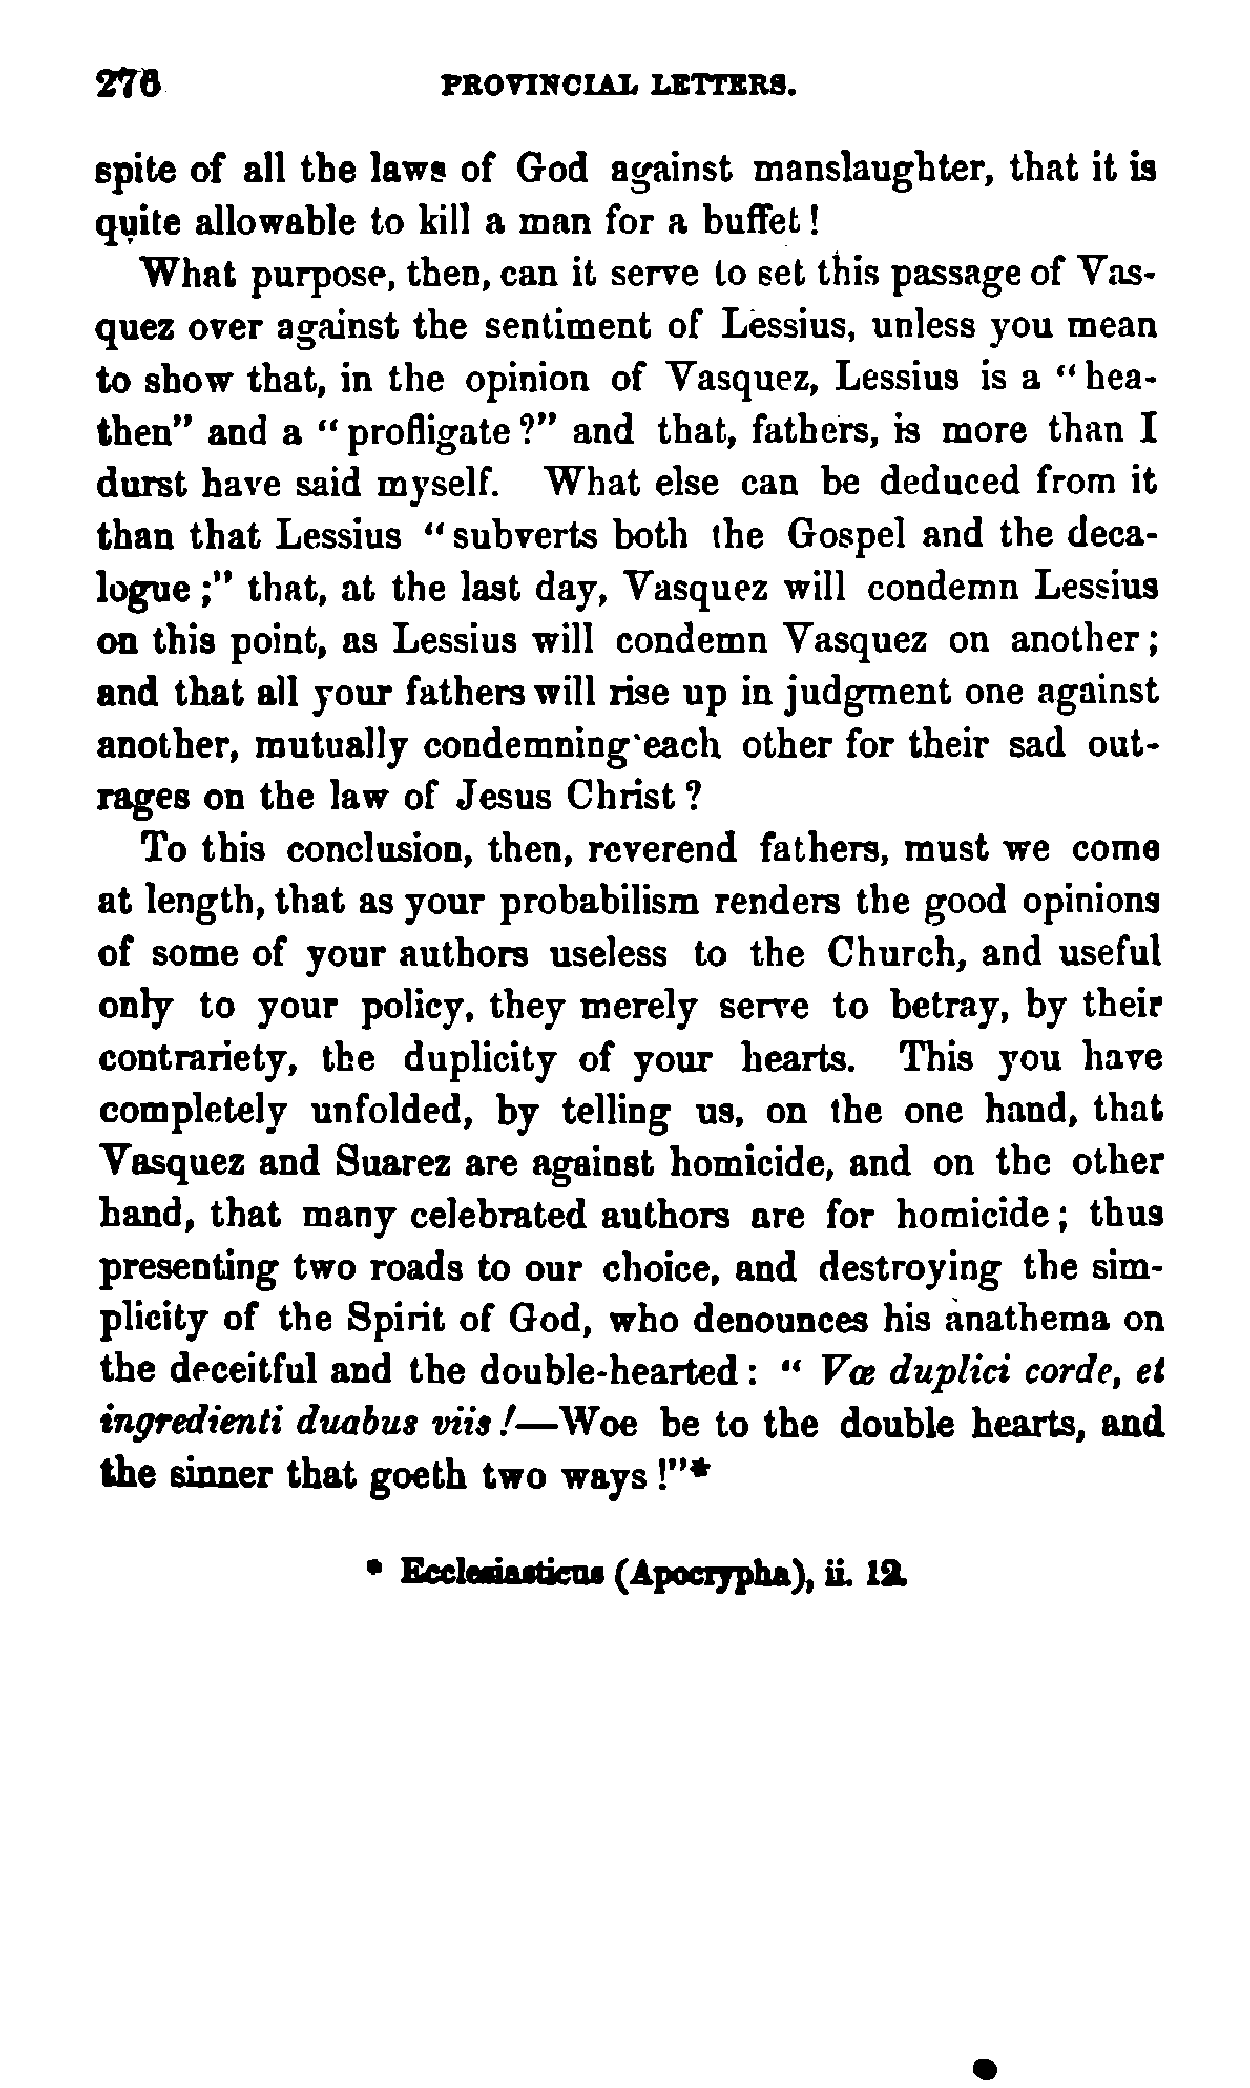 276 PROVINCIAL LETTERS.
spite of all the laws of God against manslaughter, that it is
quite allowable to kill a man for a buffet !
What purpose, then, can it serve to set this passage of Vas-
quez over against the sentiment of Lessius, unless you mean
to show that, in the opinion of Vasquez, Lessius is a " hea-
then" and a " profligate ?" and that, fathers, is more than I
durst have said myself. What else can be deduced from it
than that Lessius " subverts both the Gospel and the deca-
logue ;" that, at the last day, Vasquez will condemn Lessius
on this point, as Lessius will condemn Vasquez on another ;
and that all your fathers will rise up in judgment one against
another, mutually condemning each other for their sad out-
rages on the law of Jesus Christ ?
To this conclusion, then, reverend fathers, must we come
at length, that as your probabilism renders the good opinions
of some of your authors useless to the Church, and useful
only to your policy, they merely serve to betray, by their
contrariety, the duplicity of your hearts. This you have
completely unfolded, by telling us, on the one hand, that
Vasquez and Suarez are against homicide, and on the other
hand, that many celebrated authors are for homicide ; thus
presenting two roads to our choice, and destroying the sim-
plicity of the Spirit of God, who denounces his anathema on
the deceitful and the double-hearted : " Væ duplici corde, et
ingredienti duabus viis !—Woe be to the double hearts, and
the sinner that goeth two ways !"*
* Ecclesiasticus (Apocrypha), ii. 12.